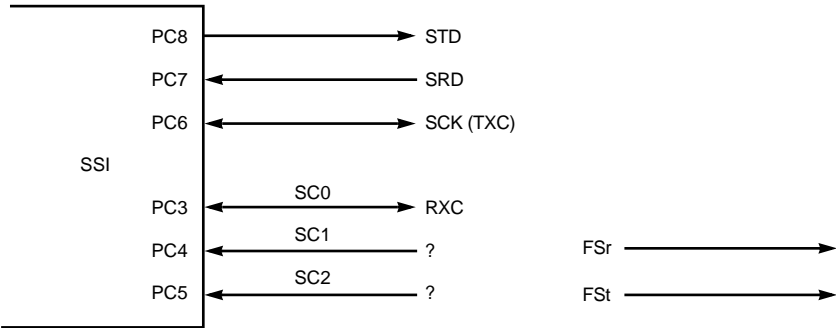 PC8 STD
PC7 SRD
PC6 SCK (TXC)
SSI
SC0
PC3 RXC
SC1
PC4 ? FSr
SC2
PC5 ? FSt